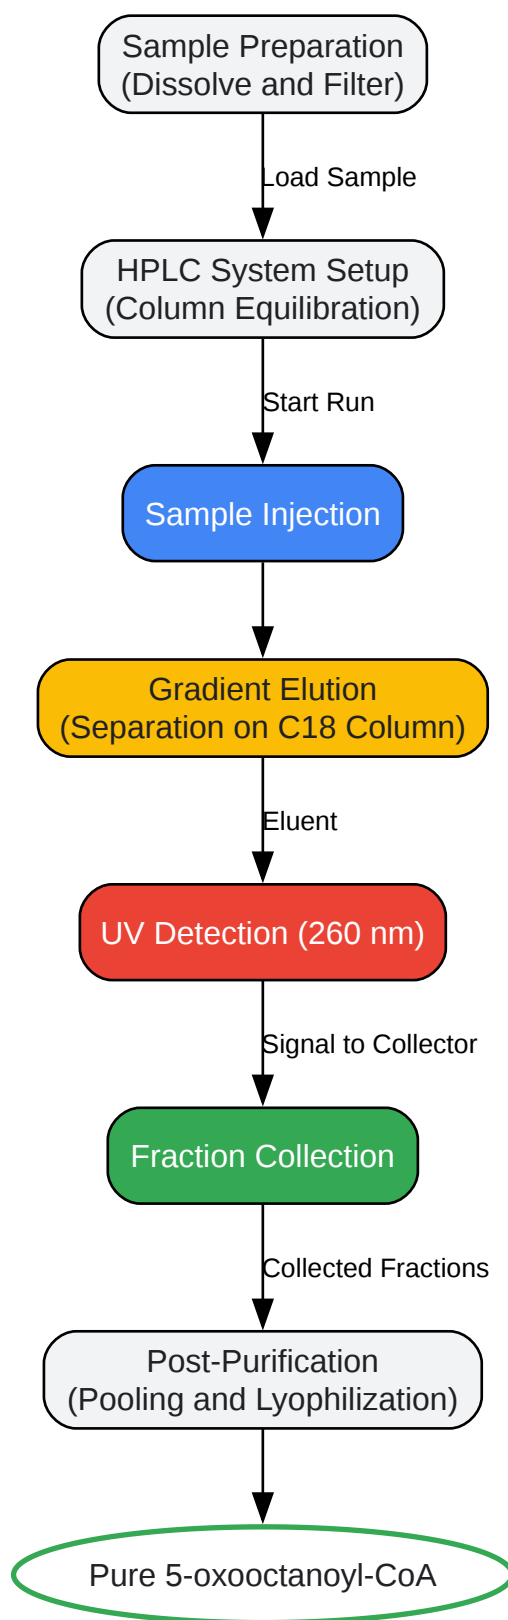 Sample Preparation
(Dissolve and Filter)
Load Sample
HPLC System Setup
(Column Equilibration)
Start Run
Sample Injection
Gradient Elution
(Separation on C18 Column)
Eluent
UV Detection (260 nm)
Signal to Collector
Fraction Collection
Collected Fractions
Post-Purification
(Pooling and Lyophilization)
Pure 5-oxooctanoyl-CoA